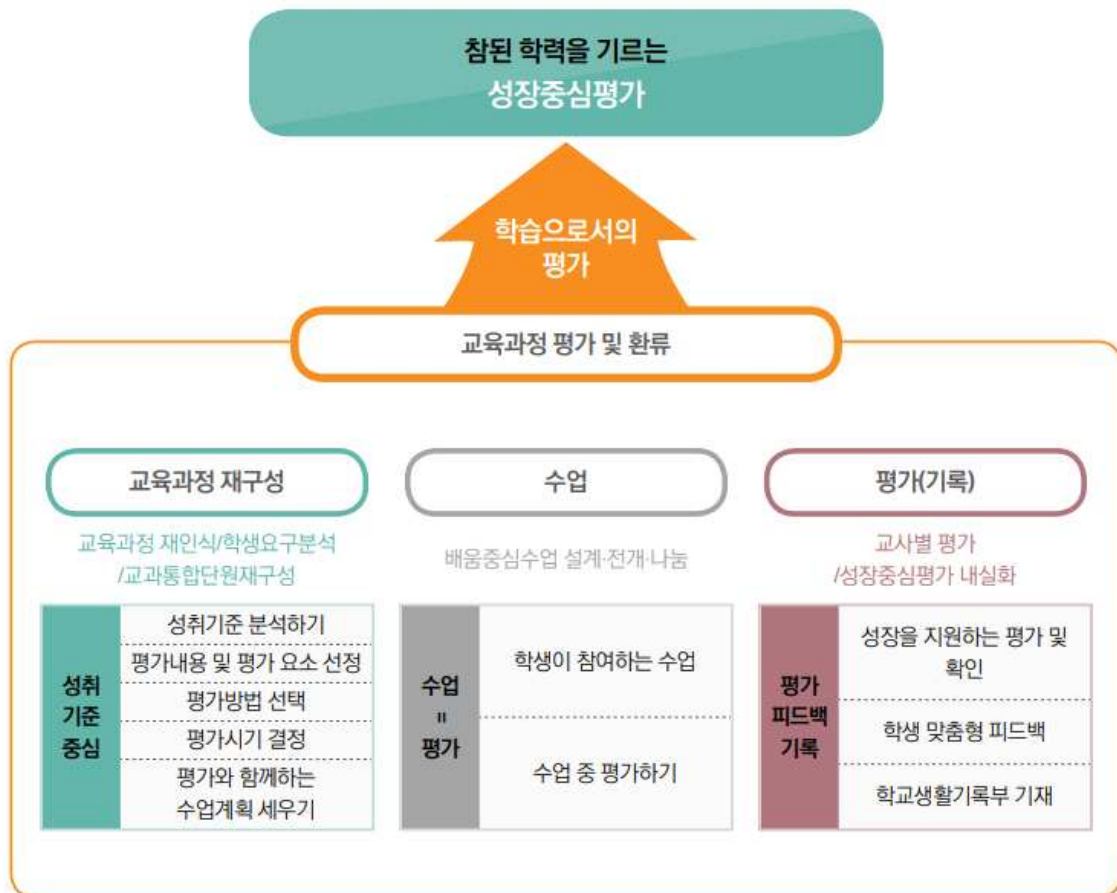 참된 학력을 기르는
성장중심평가
학습으로서의
평가
교육과정 평가 및 환류
교육과정 재구성
교육과정 재인식/학생요구분석
/교과통합단원재구성
성취
기준
중심
성취기준 분석하기
평가내용 및 평가 요소 선정
평가방법 선택
평가시기 결정
평가와 함께하는
수업계획 세우기
수업
배움중심수업 설계·전개·나눔
수업
=
평가
학생이 참여하는 수업
수업 중 평가하기
평가(기록)
교사별 평가
/성장중심평가 내실화
평가
피드백
기록
성장을 지원하는 평가 및
확인
학생 맞춤형 피드백
학교생활기록부 기재